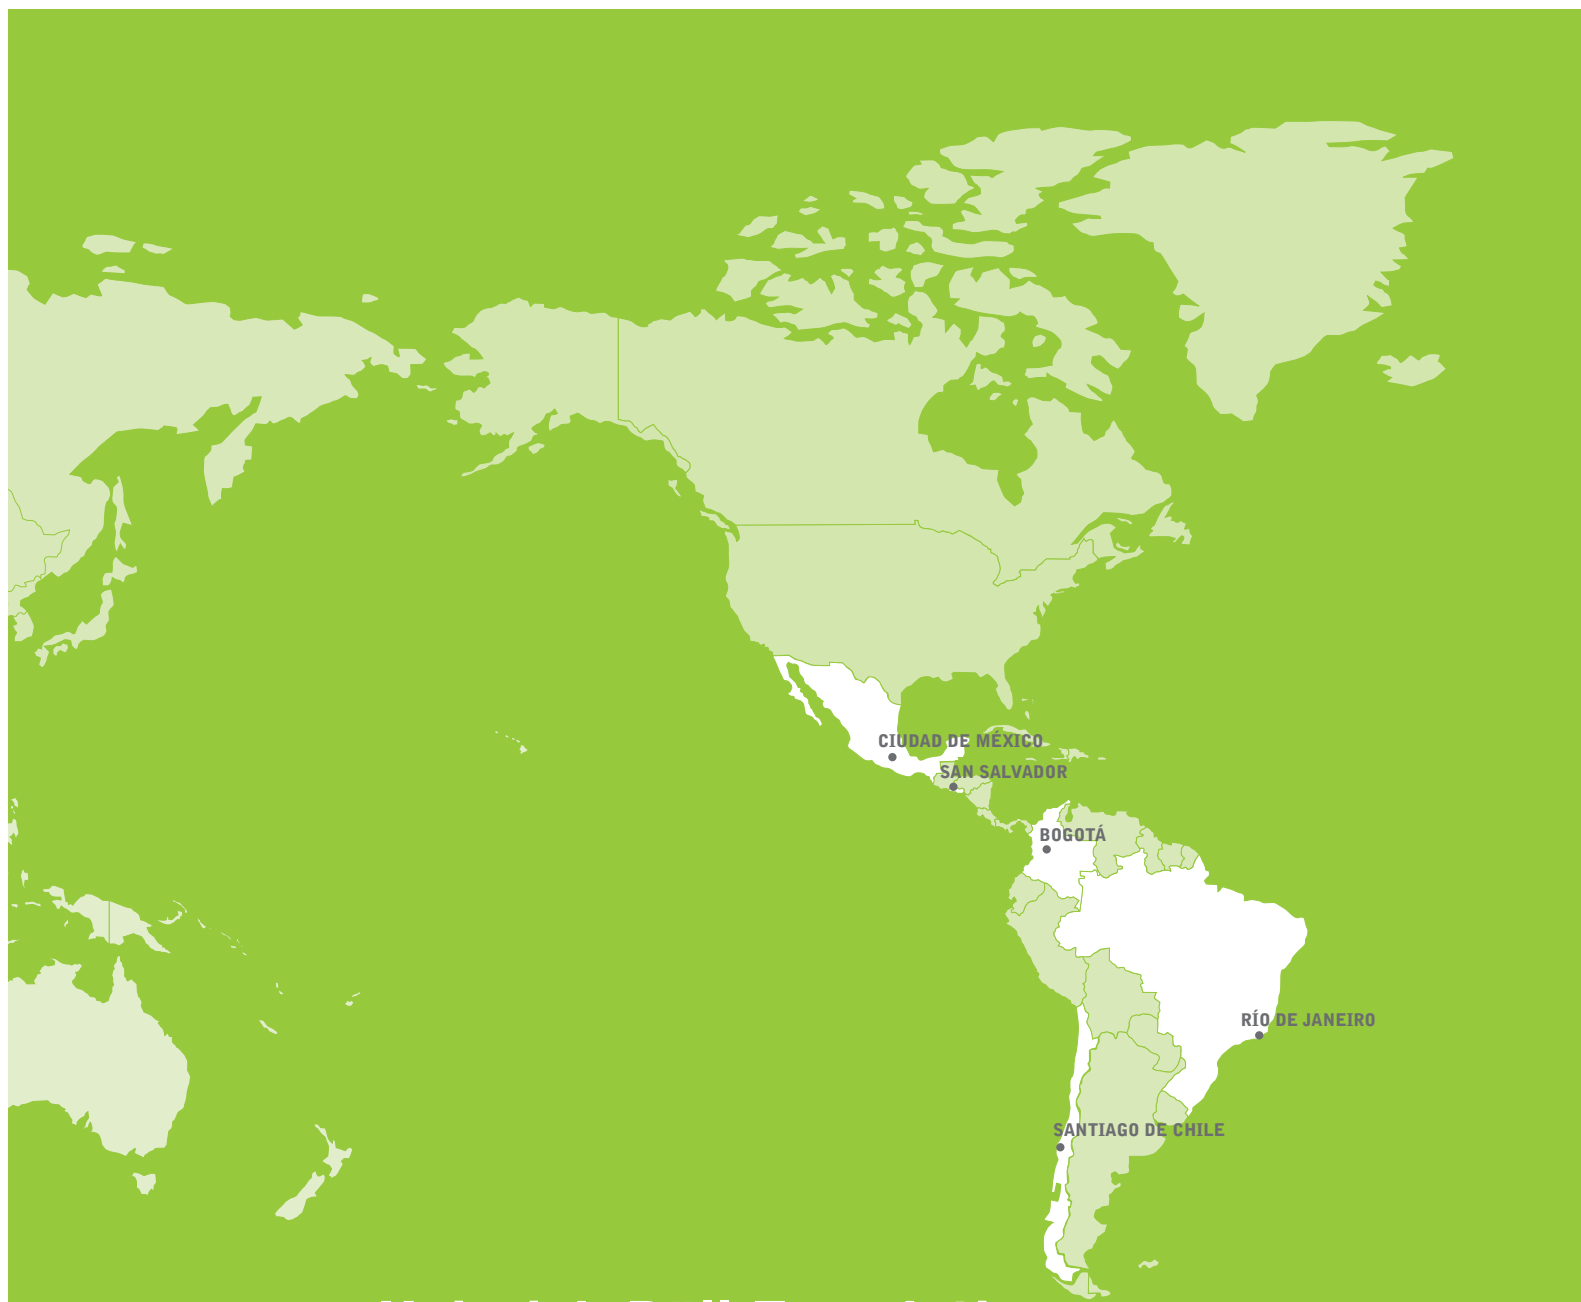 CIUDAD DE MÉXICO
SAN SALVADOR
BOGOTÁ
RÍO DE JANEIRO
SANTIAGO DE CHILE